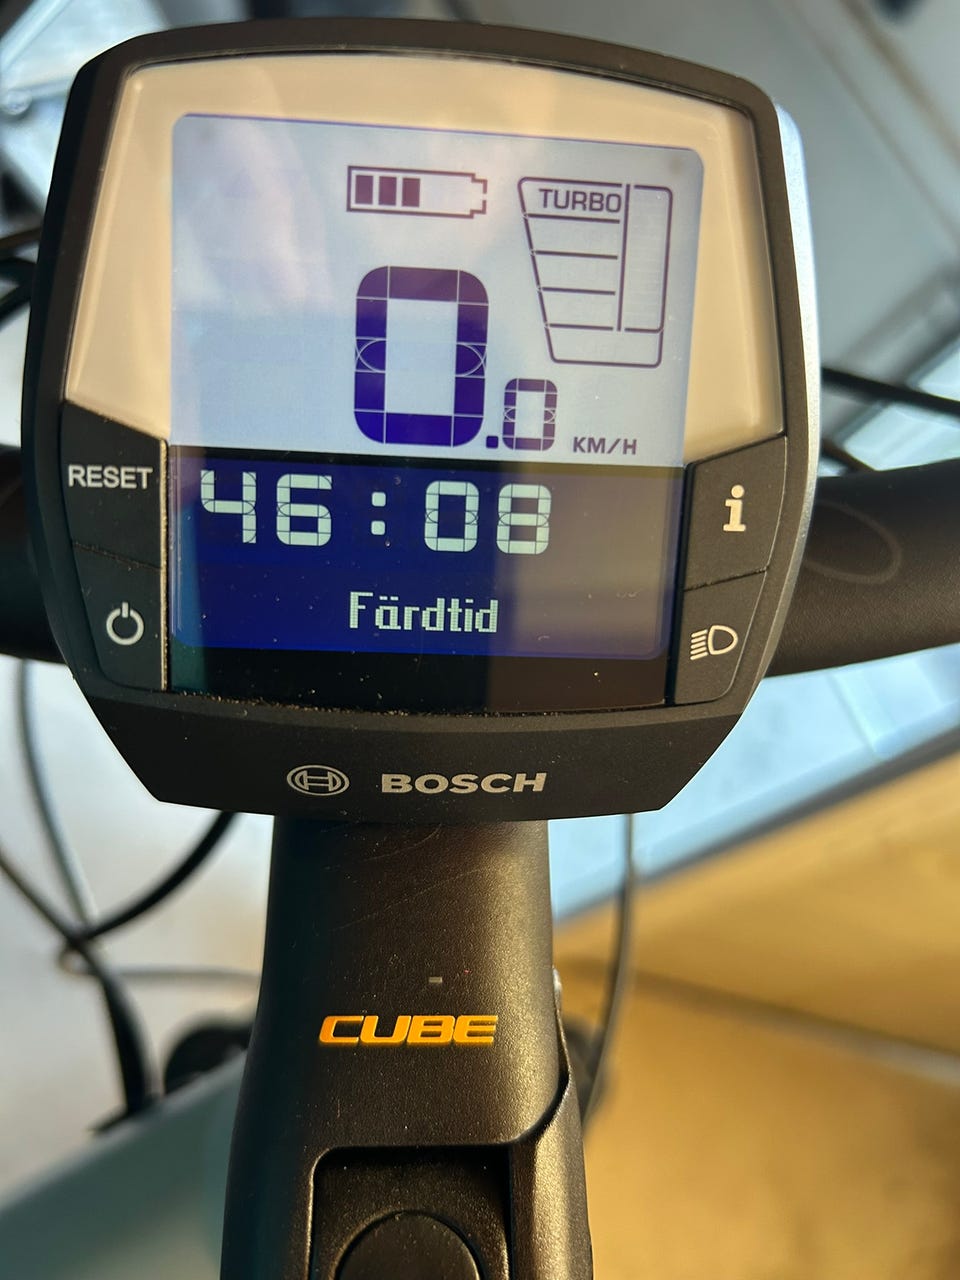 TURBO
0.0 KM/H
RESET
46:08
i
Färdtid
BOSCH
CUBE